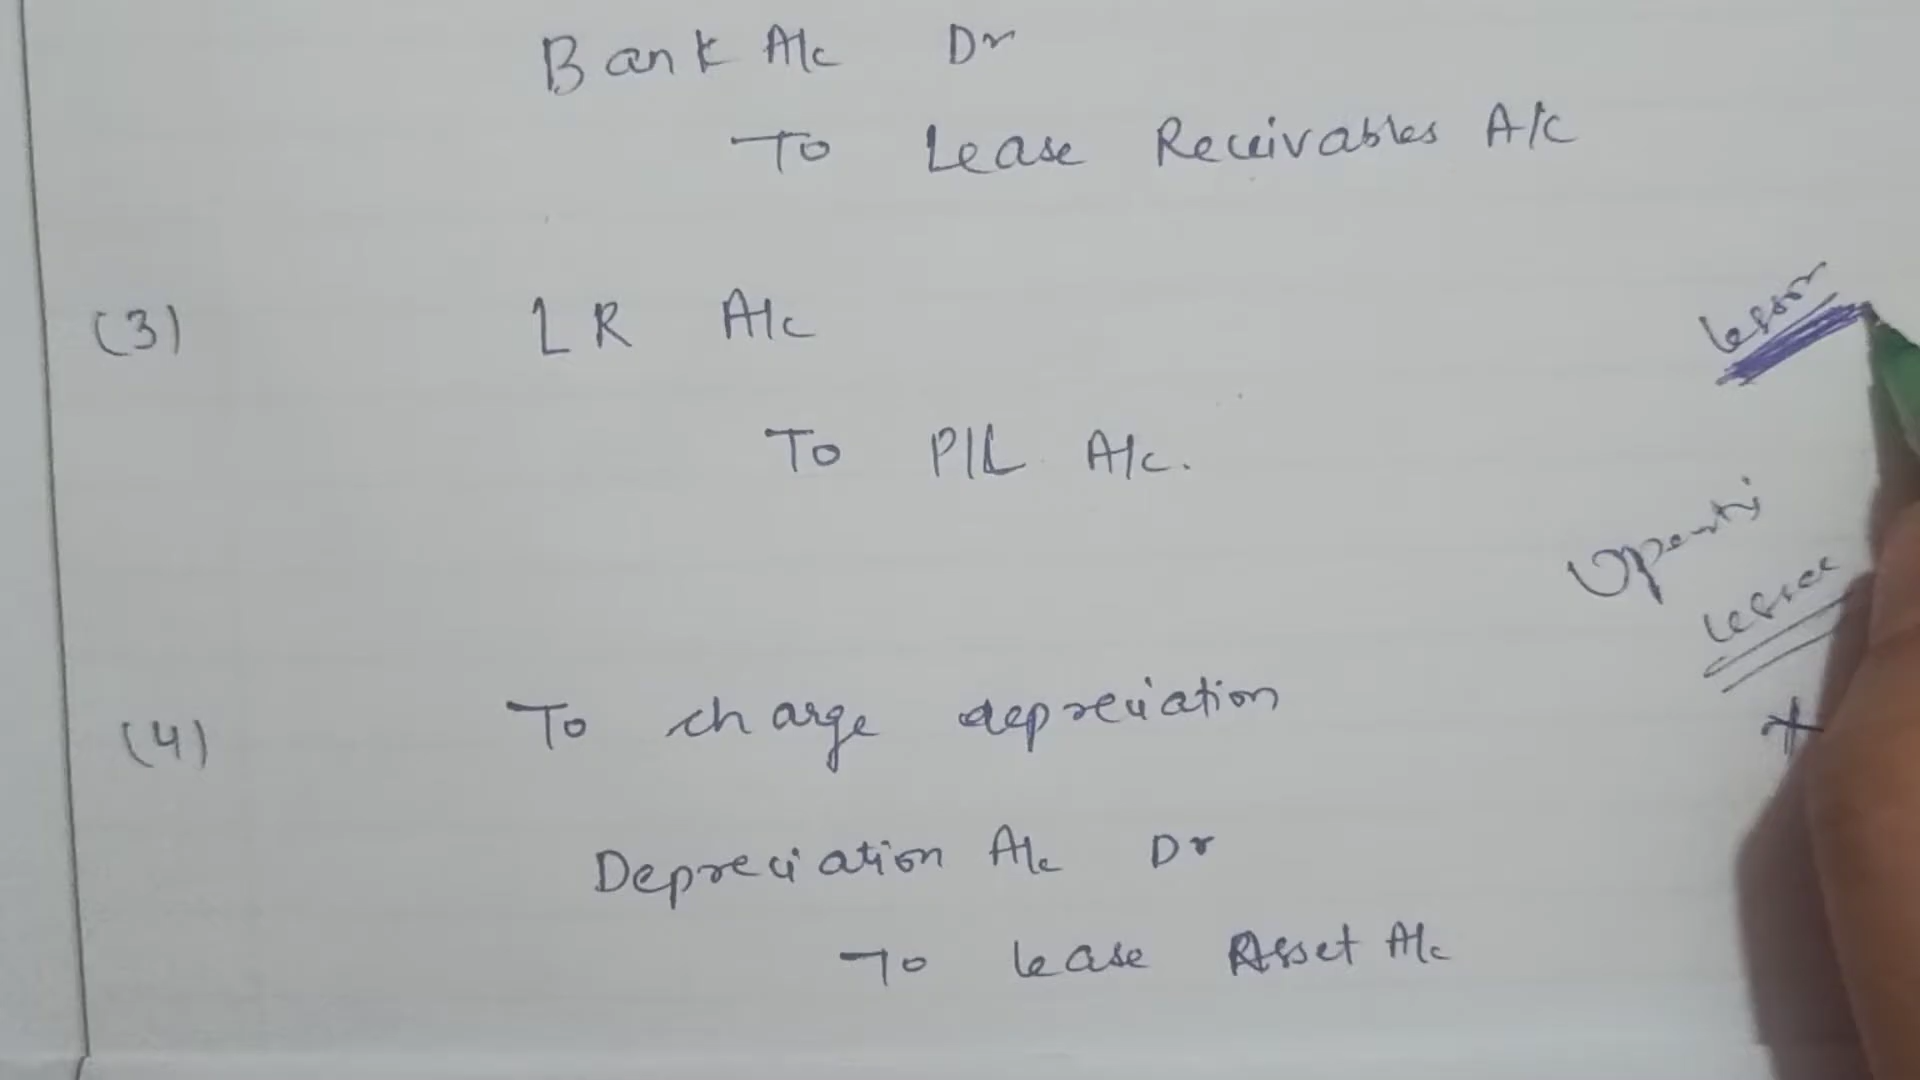 Bank A/c Dr
To Lease Receivables A/c
(3) LR A/c
Lessor
To P/L A/c.
Operati
Lessee
(4) To charge depreciation
Depreciation A/c Dr
To Lease Asset A/c